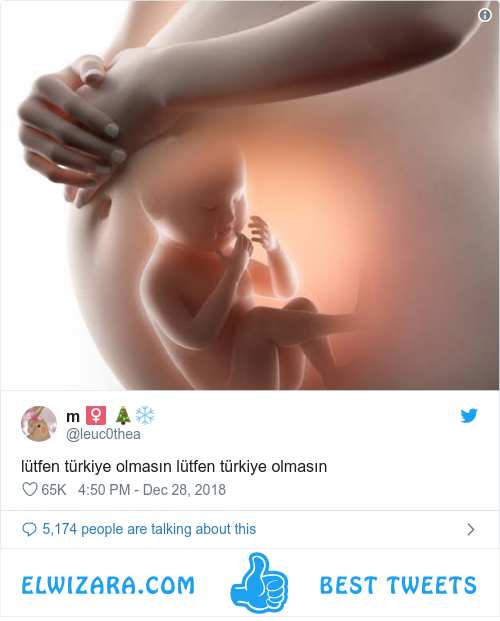 m ♀️ 🎄❄️
@leuc0thea
lütfen türkiye olmasın lütfen türkiye olmasın
65K 4:50 PM - Dec 28, 2018
5,174 people are talking about this
ELWIZARA.COM BEST TWEETS